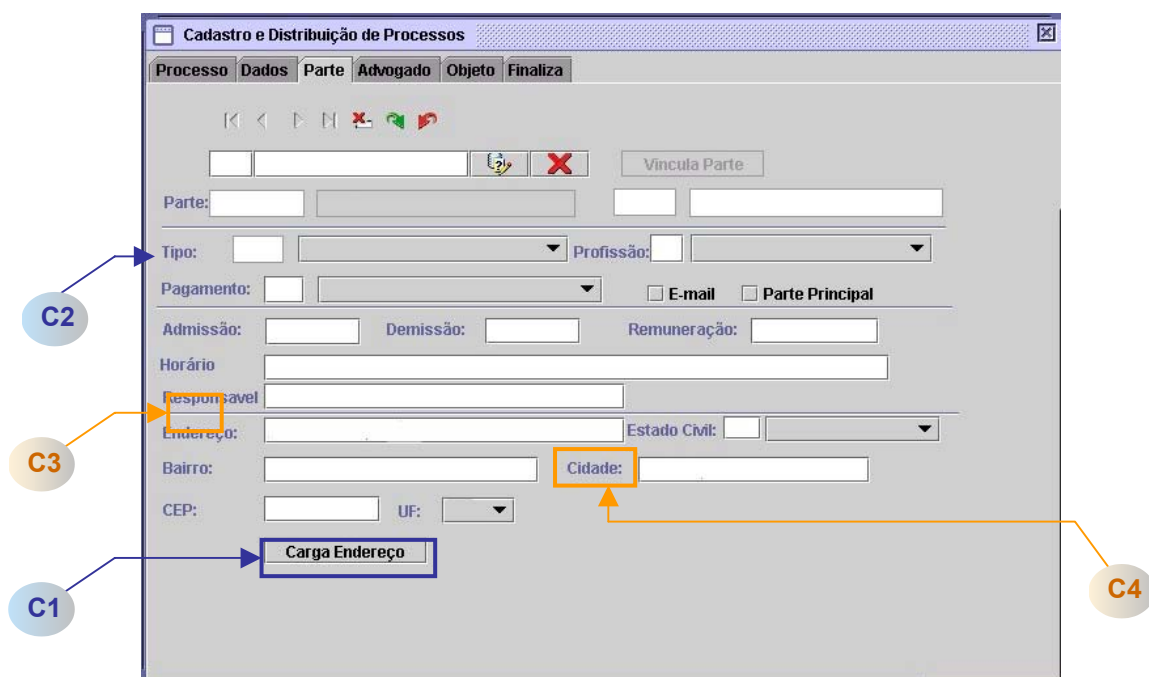 Cadastro e Distribuição de Processos
Processo Dados Parte Advogado Objeto Finaliza
Vincula Parte
Parte:
Tipo: Profissão:
Pagamento: E-mail Parte Principal
Admissão: Demissão: Remuneração:
Horário
Responsavel
Endereço: Estado Civil:
Bairro: Cidade:
CEP: UF:
Carga Endereço
C2
C3
C1
C4